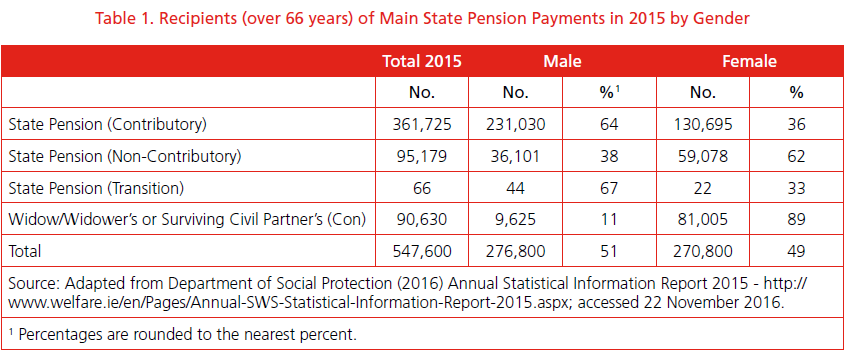 Table 1. Recipients (over 66 years) of Main State Pension Payments in 2015 by Gender
Total 2015 Male Female
No. No. %¹ No. %
State Pension (Contributory) 361,725 231,030 64 130,695 36
State Pension (Non-Contributory) 95,179 36,101 38 59,078 62
State Pension (Transition) 66 44 67 22 33
Widow/Widower's or Surviving Civil Partner's (Con) 90,630 9,625 11 81,005 89
Total 547,600 276,800 51 270,800 49
Source: Adapted from Department of Social Protection (2016) Annual Statistical Information Report 2015 - http://
www.welfare.ie/en/Pages/Annual-SWS-Statistical-Information-Report-2015.aspx; accessed 22 November 2016.
¹ Percentages are rounded to the nearest percent.